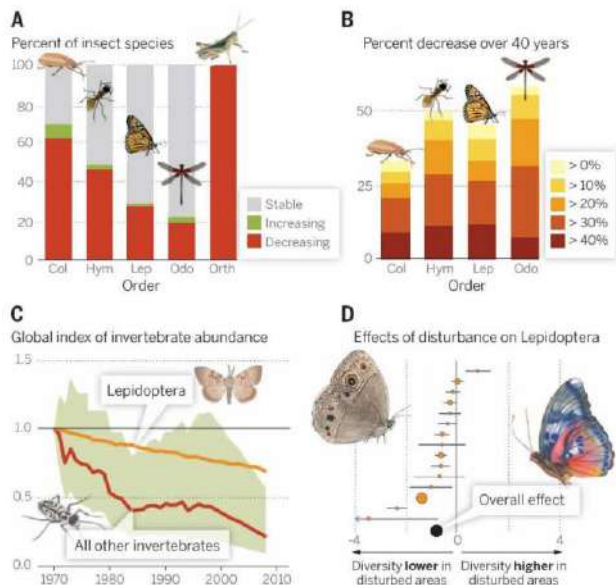 A
Percent of insect species
100
80
60
40
20
0
Col Hym Lep Odo Orth
Order
Stable
Increasing
Decreasing
B
Percent decrease over 40 years
50
25
0
Col Hym Lep Odo
Order
> 0%
> 10%
> 20%
> 30%
> 40%
C
Global index of invertebrate abundance
1.5
1.0
0.5
0.0
Lepidoptera
All other invertebrates
1970 1980 1990 2000 2010
D
Effects of disturbance on Lepidoptera
Overall effect
-4 0 4
Diversity lower in
disturbed areas
Diversity higher in
disturbed areas